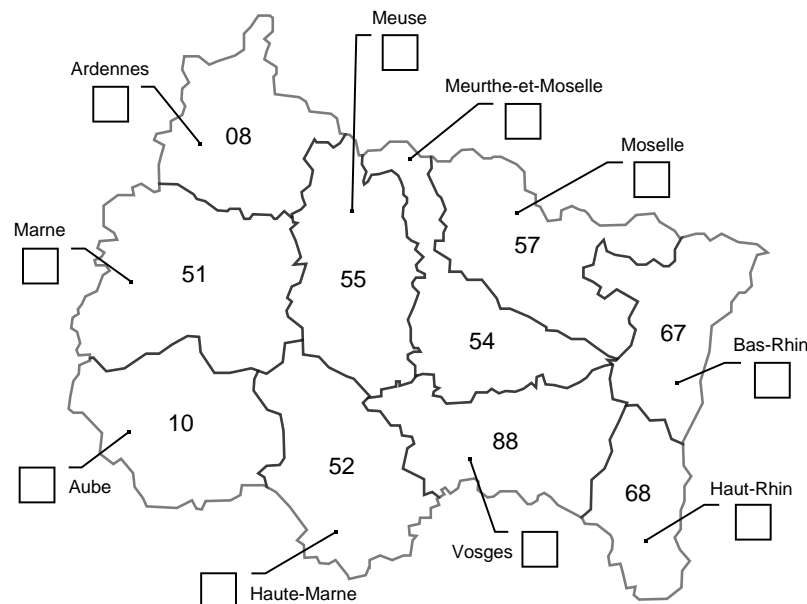 Meuse
Ardennes
Meurthe-et-Moselle
08
Moselle
Marne
57
51
55
67
54
Bas-Rhin
10
88
52
Aube
68
Haut-Rhin
Vosges
Haute-Marne